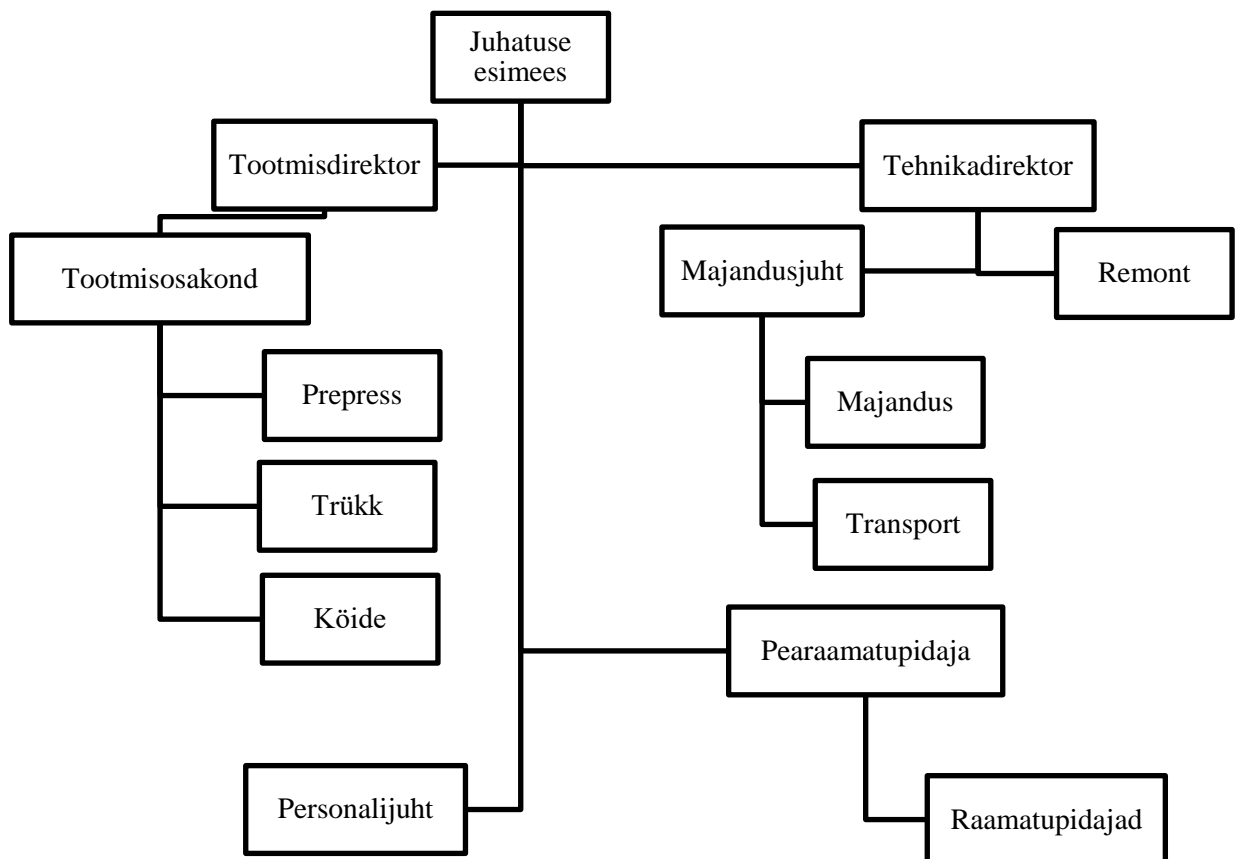 Juhatuse
esimees
Tootmisdirektor
Tehnikadirektor
Tootmisosakond
Majandusjuht
Remont
Prepress
Majandus
Trükk
Transport
Köide
Pearaamatupidaja
Personalijuht
Raamatupidajad